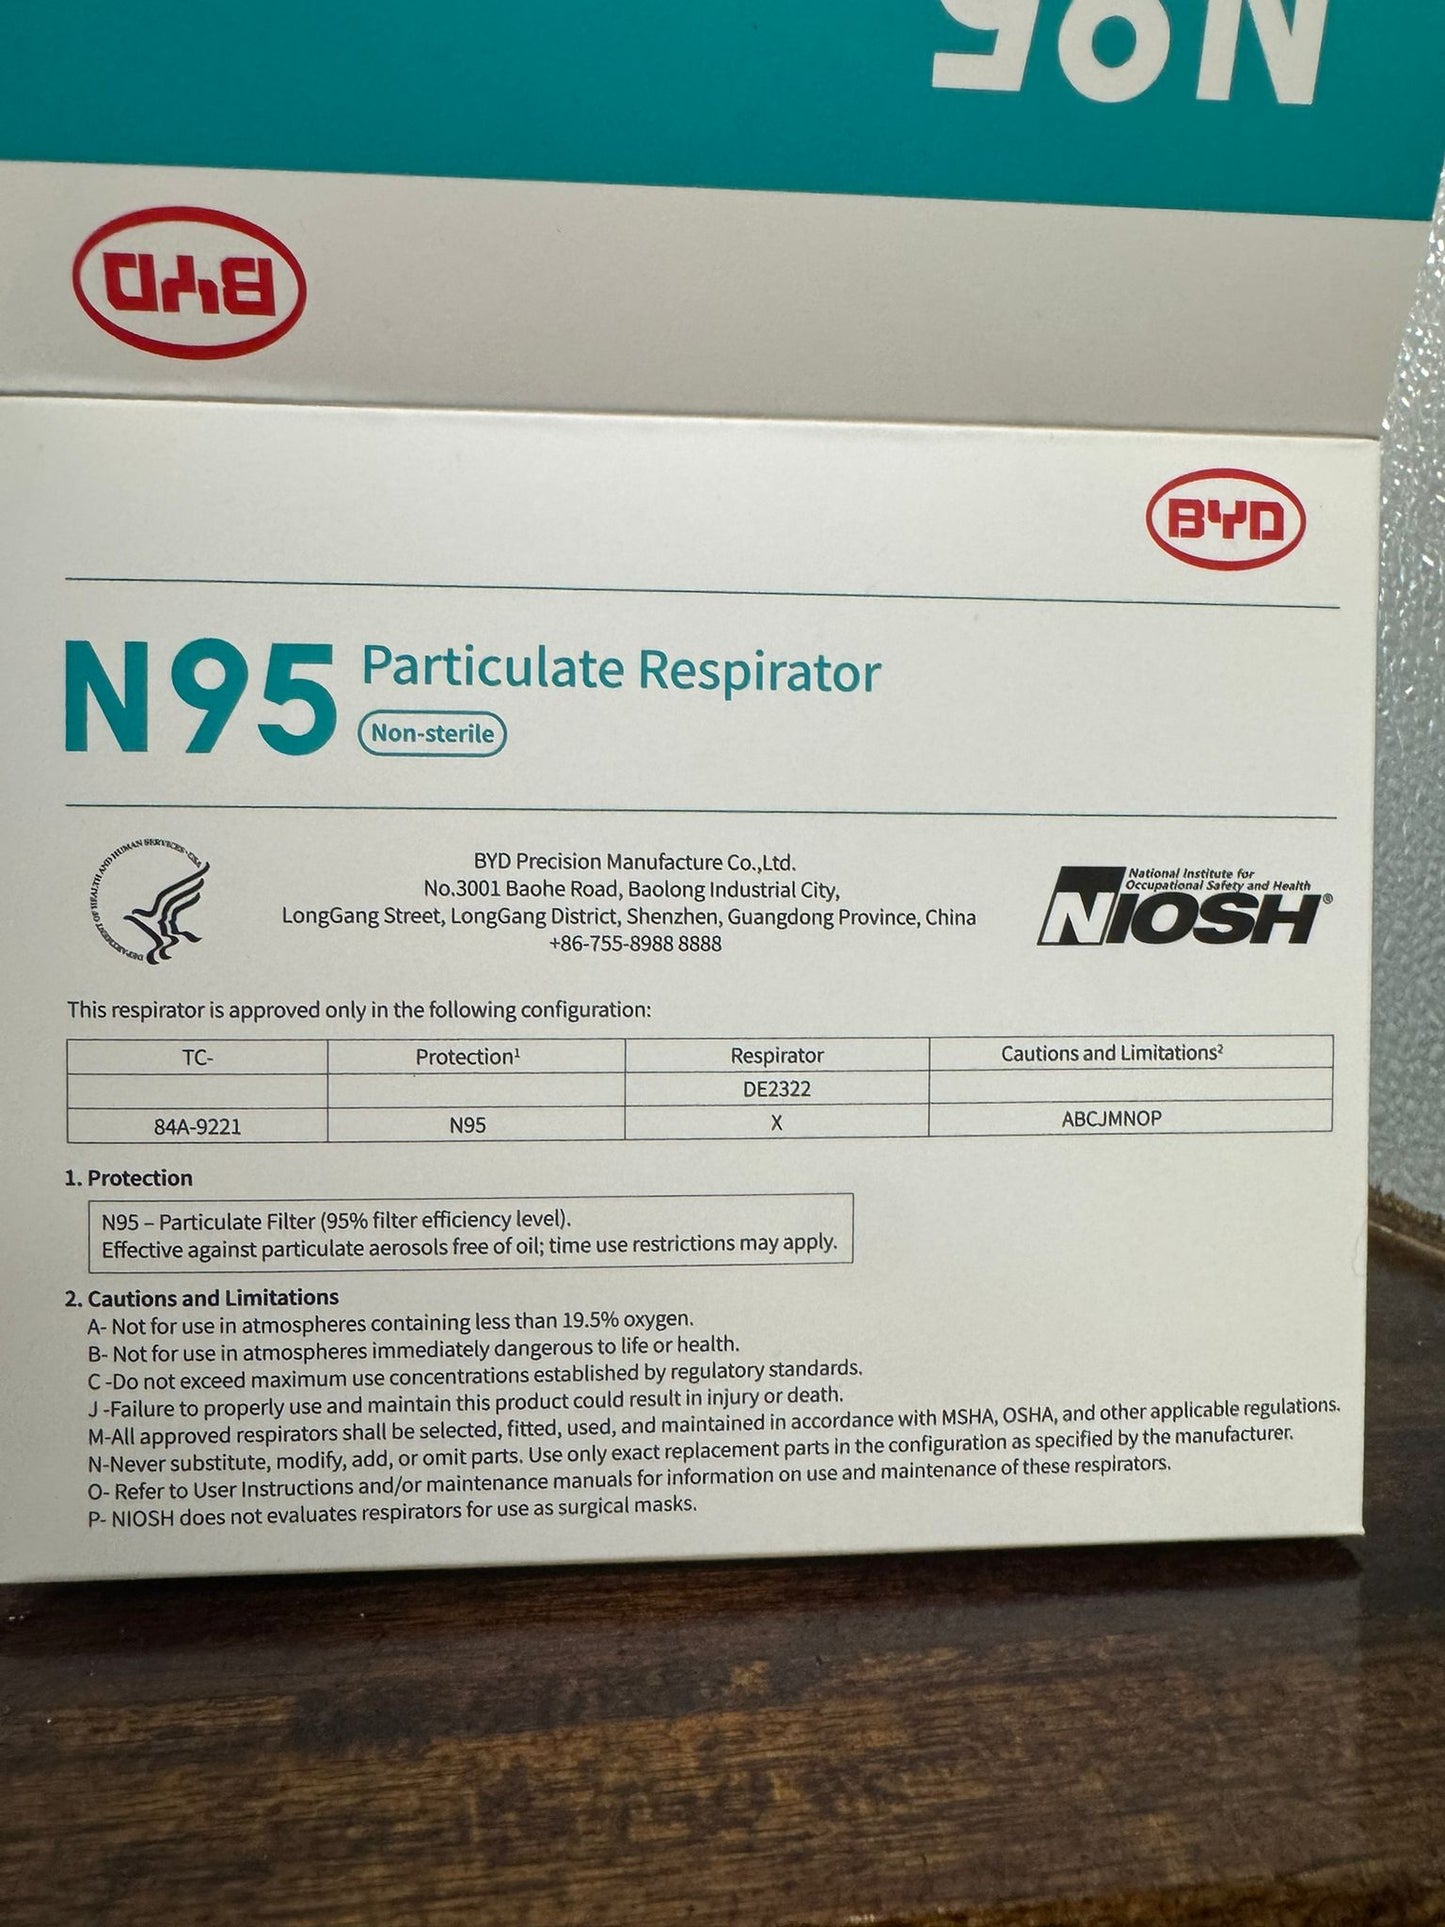 N95
BYD
BYD
N95 Particulate Respirator
Non-sterile
DEPARTMENT OF HEALTH AND HUMAN SERVICES · USA
BYD Precision Manufacture Co.,Ltd.
No.3001 Baohe Road, Baolong Industrial City,
LongGang Street, LongGang District, Shenzhen, Guangdong Province, China
+86-755-8988 8888
National Institute for
Occupational Safety and Health
NIOSH®
This respirator is approved only in the following configuration:
TC- Protection¹ Respirator Cautions and Limitations²
DE2322
84A-9221 N95 X ABCJMNOP
1. Protection
N95 – Particulate Filter (95% filter efficiency level).
Effective against particulate aerosols free of oil; time use restrictions may apply.
2. Cautions and Limitations
A- Not for use in atmospheres containing less than 19.5% oxygen.
B- Not for use in atmospheres immediately dangerous to life or health.
C -Do not exceed maximum use concentrations established by regulatory standards.
J -Failure to properly use and maintain this product could result in injury or death.
M-All approved respirators shall be selected, fitted, used, and maintained in accordance with MSHA, OSHA, and other applicable regulations.
N-Never substitute, modify, add, or omit parts. Use only exact replacement parts in the configuration as specified by the manufacturer.
O- Refer to User Instructions and/or maintenance manuals for information on use and maintenance of these respirators.
P- NIOSH does not evaluates respirators for use as surgical masks.